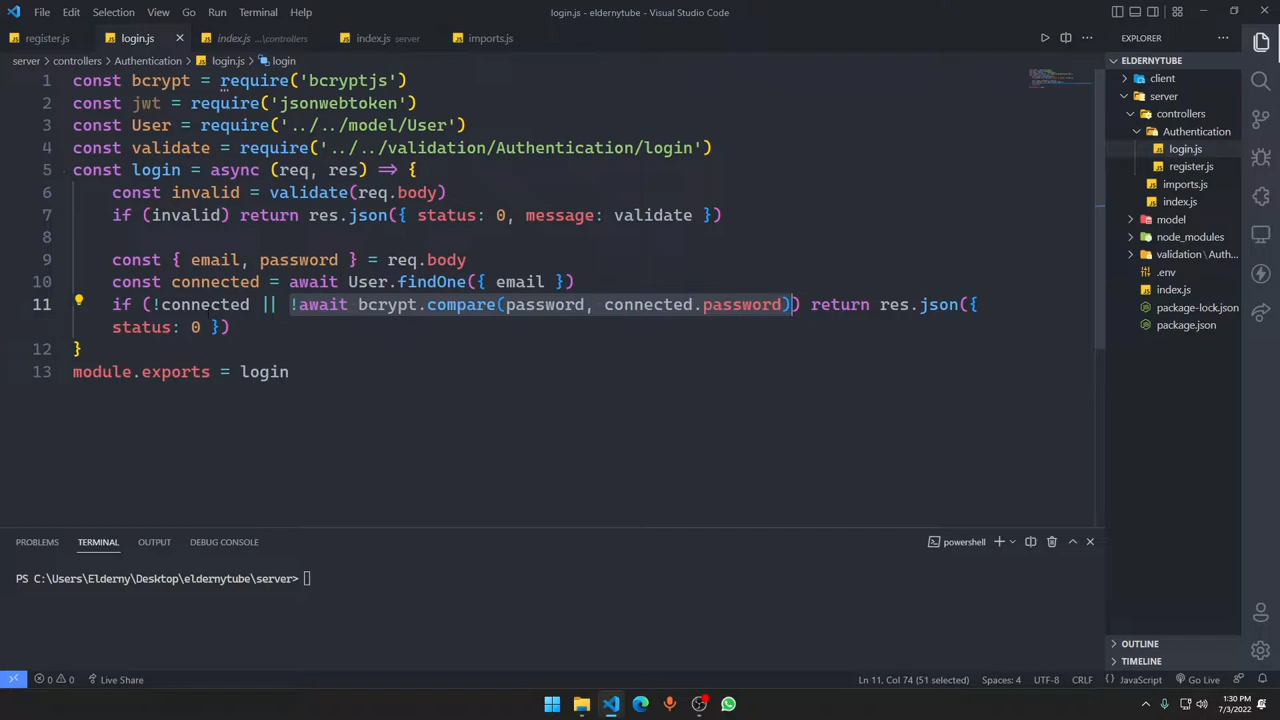 File Edit Selection View Go Run Terminal Help
login.js - eldernytube - Visual Studio Code
register.js
login.js
index.js ...\controllers
index.js server
imports.js
server > controllers > Authentication > login.js > login
1 const bcrypt = require('bcryptjs')
2 const jwt = require('jsonwebtoken')
3 const User = require('../../model/User')
4 const validate = require('../../validation/Authentication/login')
5 const login = async (req, res) => {
6 const invalid = validate(req.body)
7 if (invalid) return res.json({ status: 0, message: validate })
8
9 const { email, password } = req.body
10 const connected = await User.findOne({ email })
11 if (!connected || !await bcrypt.compare(password, connected.password)) return res.json({
status: 0 })
12 }
13 module.exports = login
EXPLORER
ELDERNYTUBE
client
server
controllers
Authentication
login.js
register.js
imports.js
index.js
model
node_modules
validation\Auth...
.env
index.js
package-lock.json
package.json
OUTLINE
TIMELINE
PROBLEMS TERMINAL OUTPUT DEBUG CONSOLE
powershell
PS C:\Users\Elderny\Desktop\eldernytube\server>
0 0 Live Share
Ln 11, Col 74 (51 selected) Spaces: 4 UTF-8 CRLF JavaScript Go Live
1:30 PM
7/3/2022